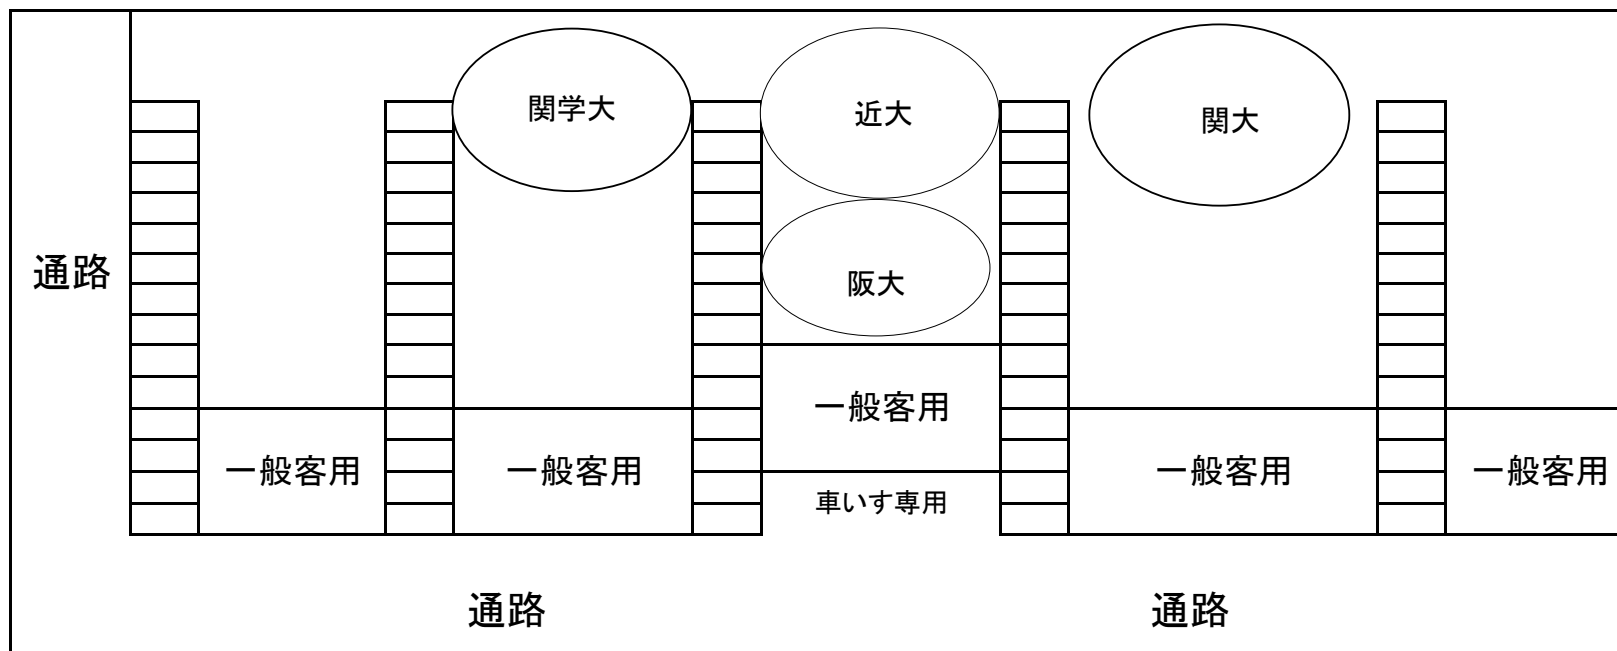 関学大
近大
関大
通路
阪大
一般客用
一般客用
一般客用
一般客用
一般客用
車いす専用
通路
通路